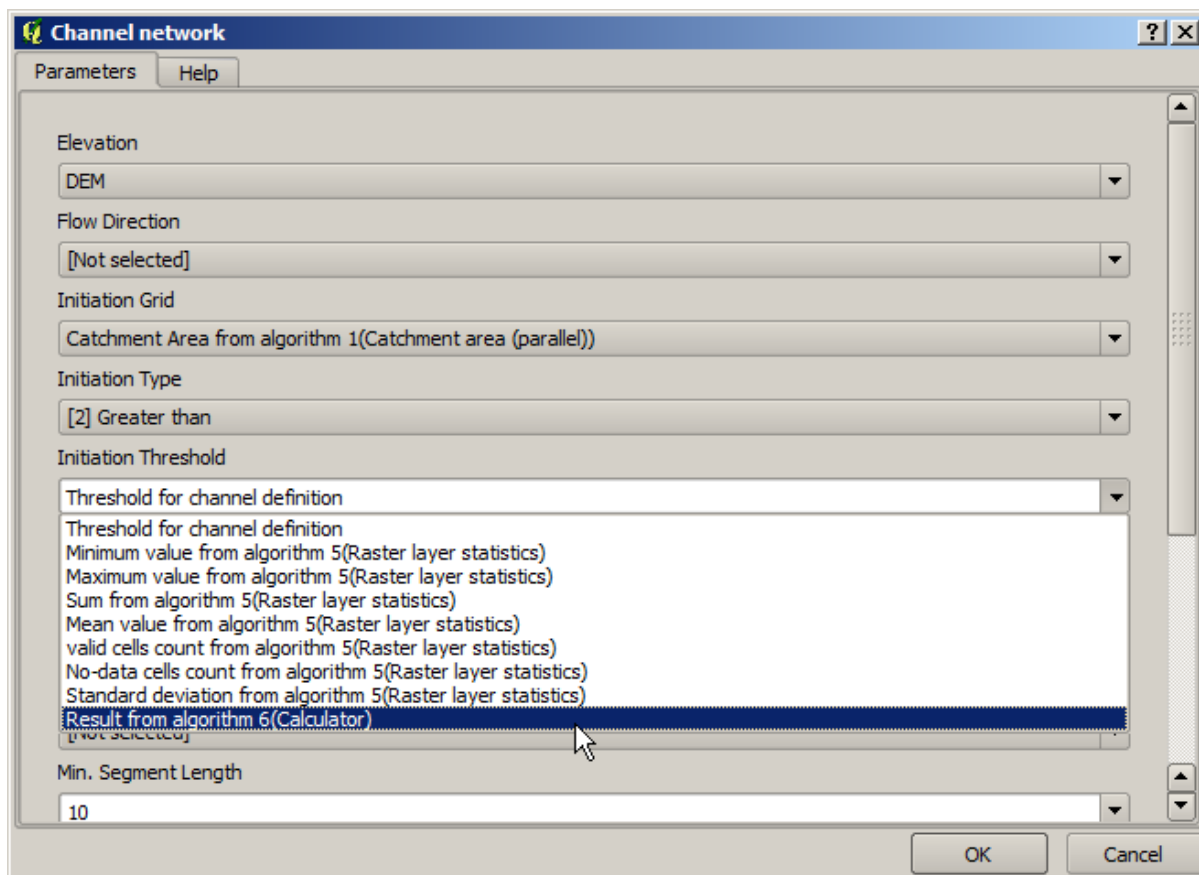 Channel network
Parameters
Help
Elevation
DEM
Flow Direction
[Not selected]
Initiation Grid
Catchment Area from algorithm 1(Catchment area (parallel))
Initiation Type
[2] Greater than
Initiation Threshold
Threshold for channel definition
Threshold for channel definition
Minimum value from algorithm 5(Raster layer statistics)
Maximum value from algorithm 5(Raster layer statistics)
Sum from algorithm 5(Raster layer statistics)
Mean value from algorithm 5(Raster layer statistics)
valid cells count from algorithm 5(Raster layer statistics)
No-data cells count from algorithm 5(Raster layer statistics)
Standard deviation from algorithm 5(Raster layer statistics)
Result from algorithm 6(Calculator)
[Not selected]
Min. Segment Length
10
OK
Cancel